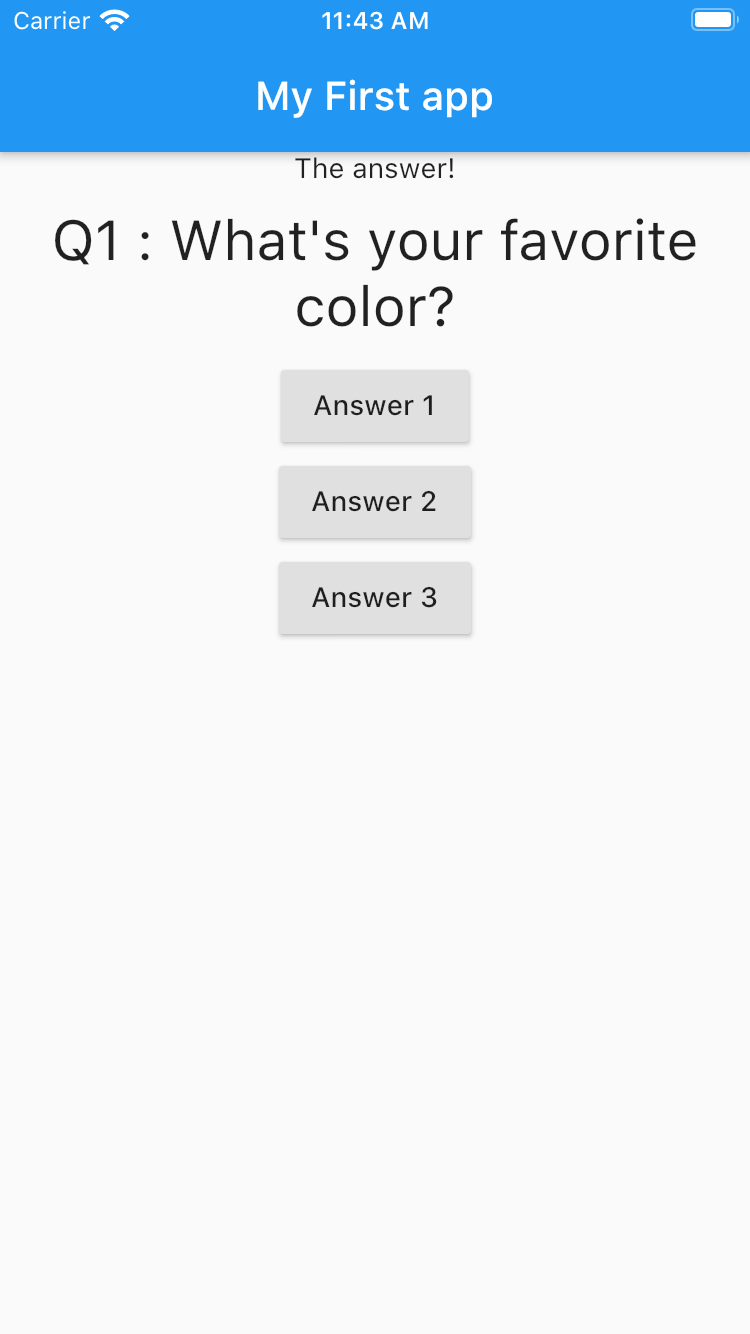 Carrier 11:43 AM
My First app
The answer!
Q1 : What's your favorite
color?
Answer 1
Answer 2
Answer 3